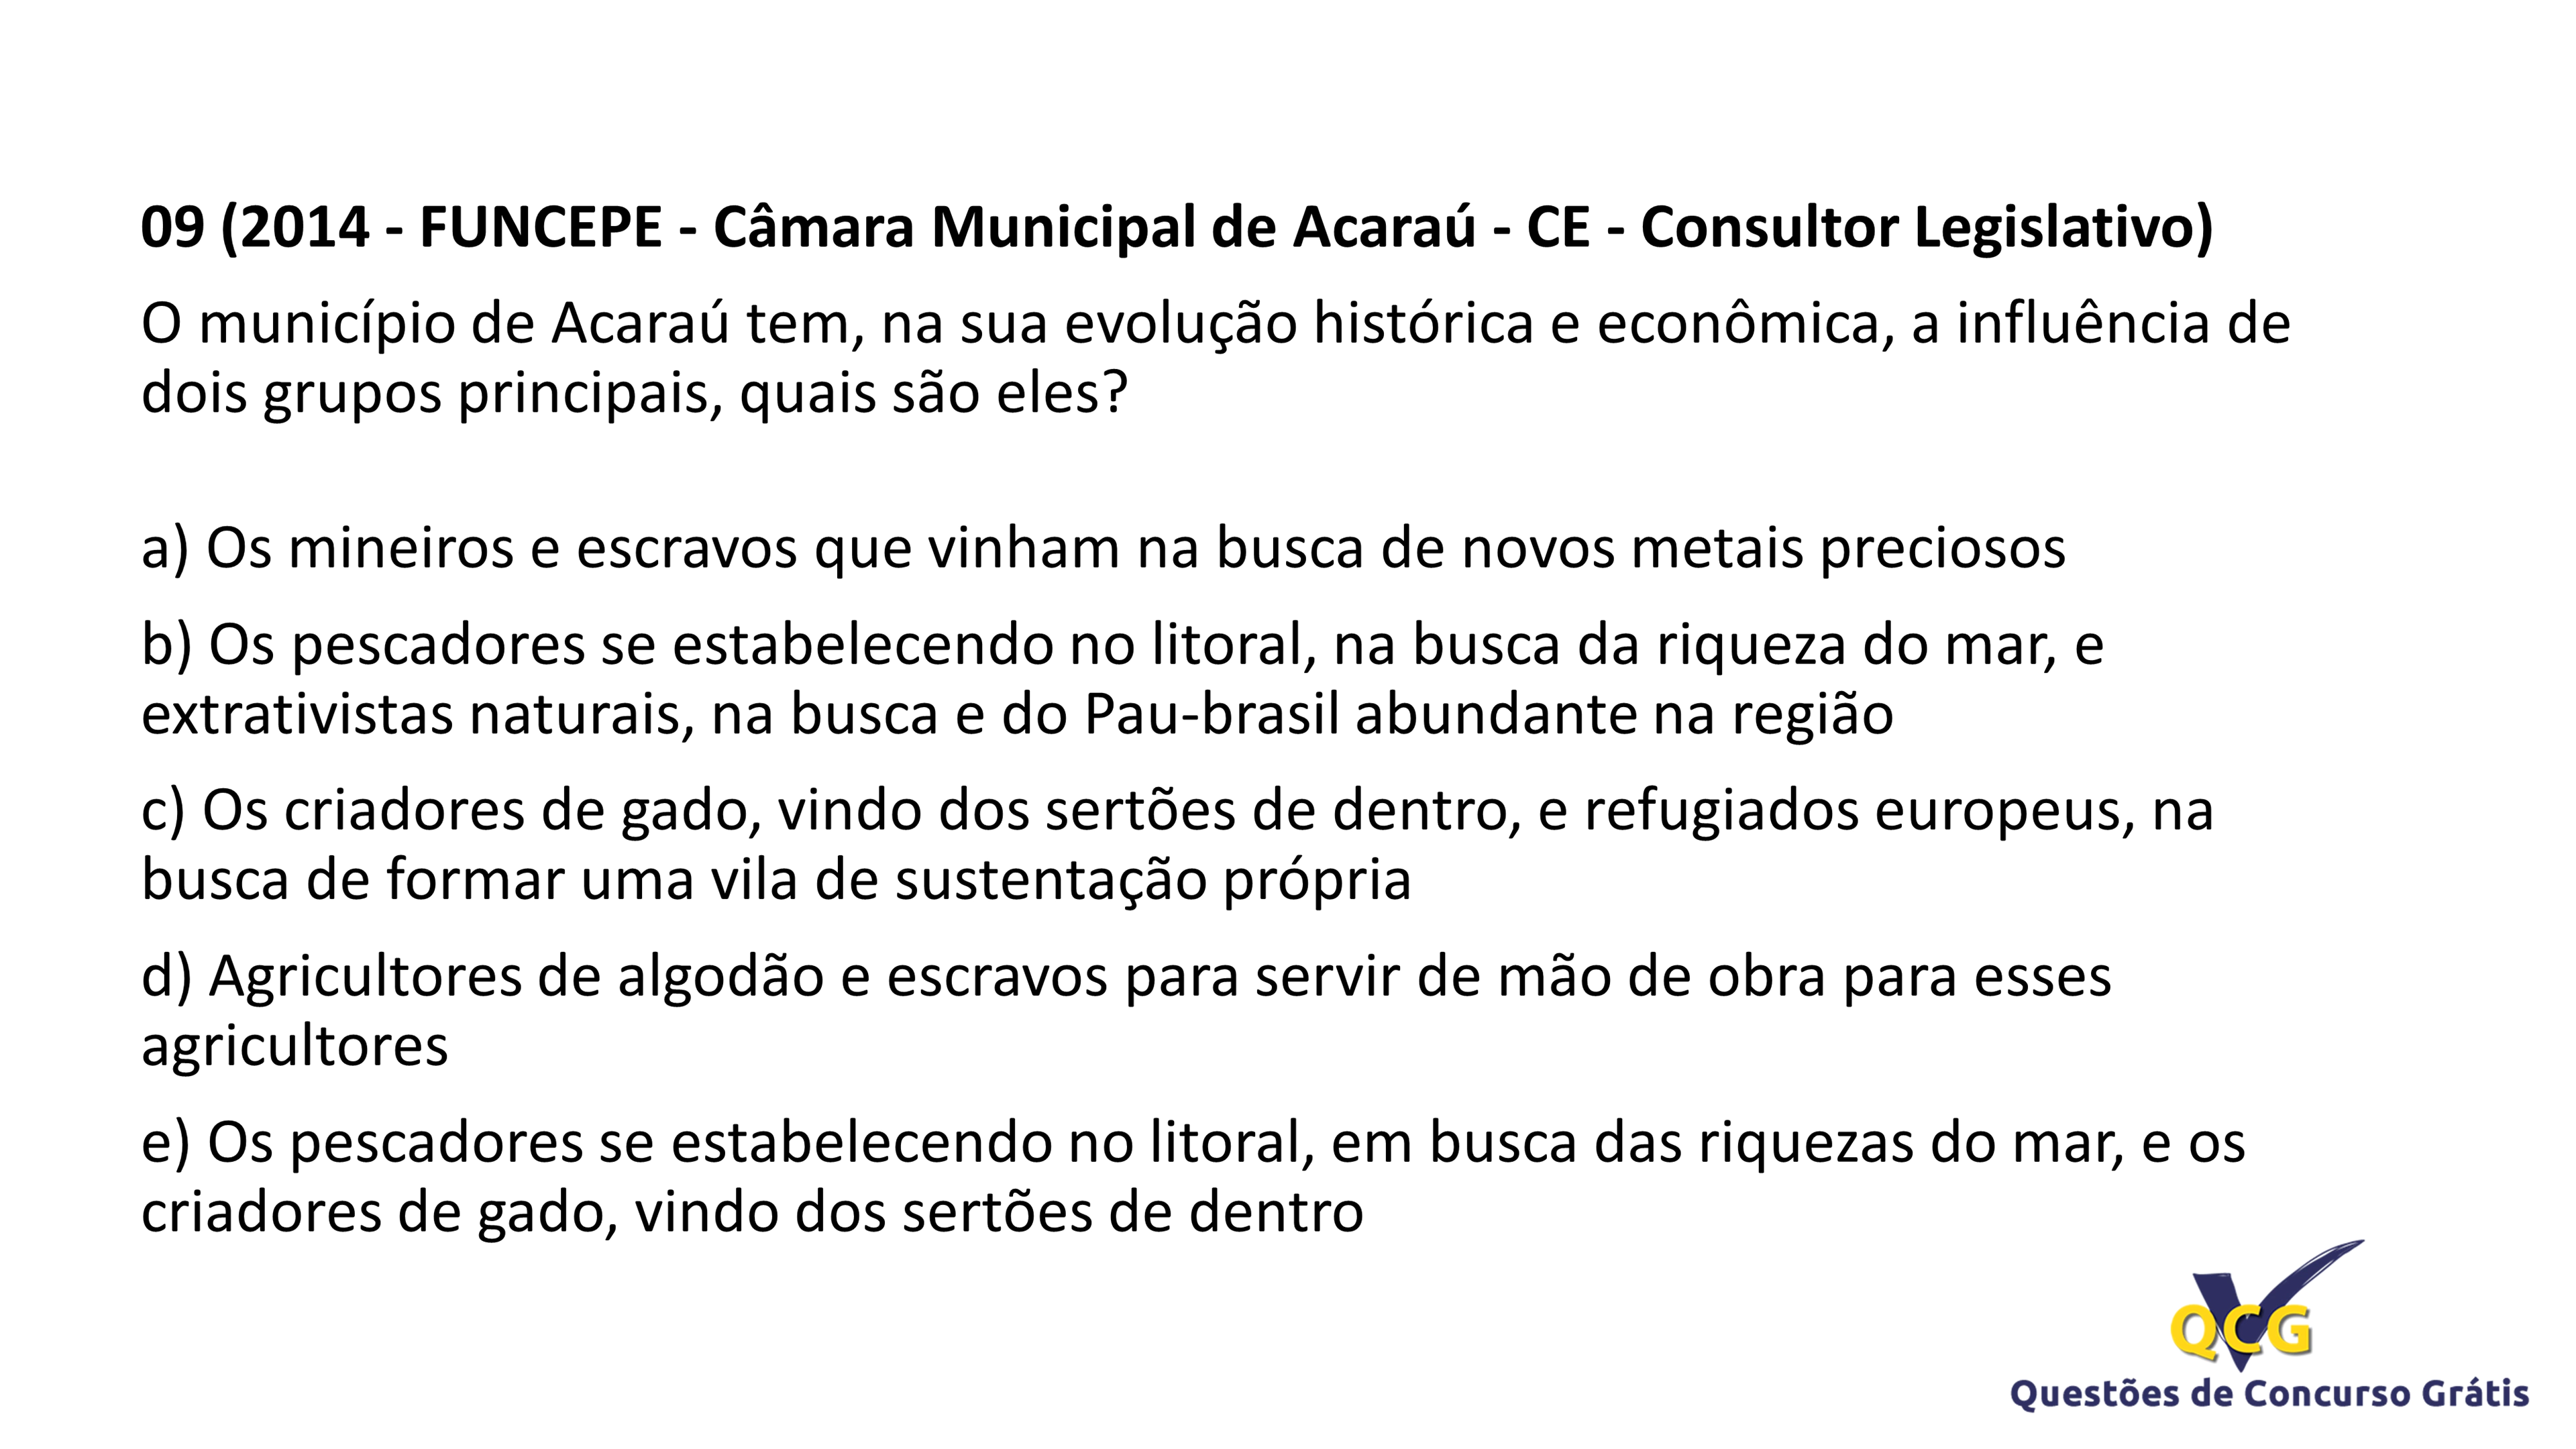 09 (2014 - FUNCEPE - Câmara Municipal de Acaraú - CE - Consultor Legislativo)
O município de Acaraú tem, na sua evolução histórica e econômica, a influência de
dois grupos principais, quais são eles?
a) Os mineiros e escravos que vinham na busca de novos metais preciosos
b) Os pescadores se estabelecendo no litoral, na busca da riqueza do mar, e
extrativistas naturais, na busca e do Pau-brasil abundante na região
c) Os criadores de gado, vindo dos sertões de dentro, e refugiados europeus, na
busca de formar uma vila de sustentação própria
d) Agricultores de algodão e escravos para servir de mão de obra para esses
agricultores
e) Os pescadores se estabelecendo no litoral, em busca das riquezas do mar, e os
criadores de gado, vindo dos sertões de dentro
QCG
Questões de Concurso Grátis